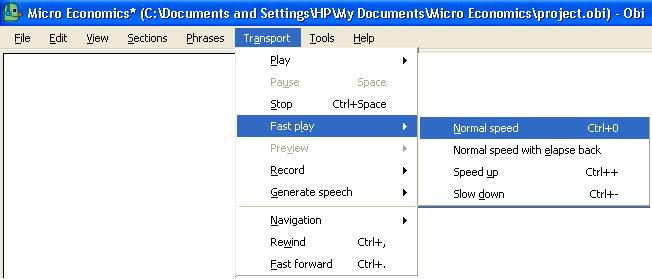 Micro Economics* (C:\Documents and Settings\HP\My Documents\Micro Economics\project.obi) - Obi
File Edit View Sections Phrases Transport Tools Help
Play
Pause Space
Stop Ctrl+Space
Fast play
Normal speed Ctrl+0
Preview
Normal speed with elapse back
Record
Speed up Ctrl++
Generate speech
Slow down Ctrl+-
Navigation
Rewind Ctrl+,
Fast forward Ctrl+.